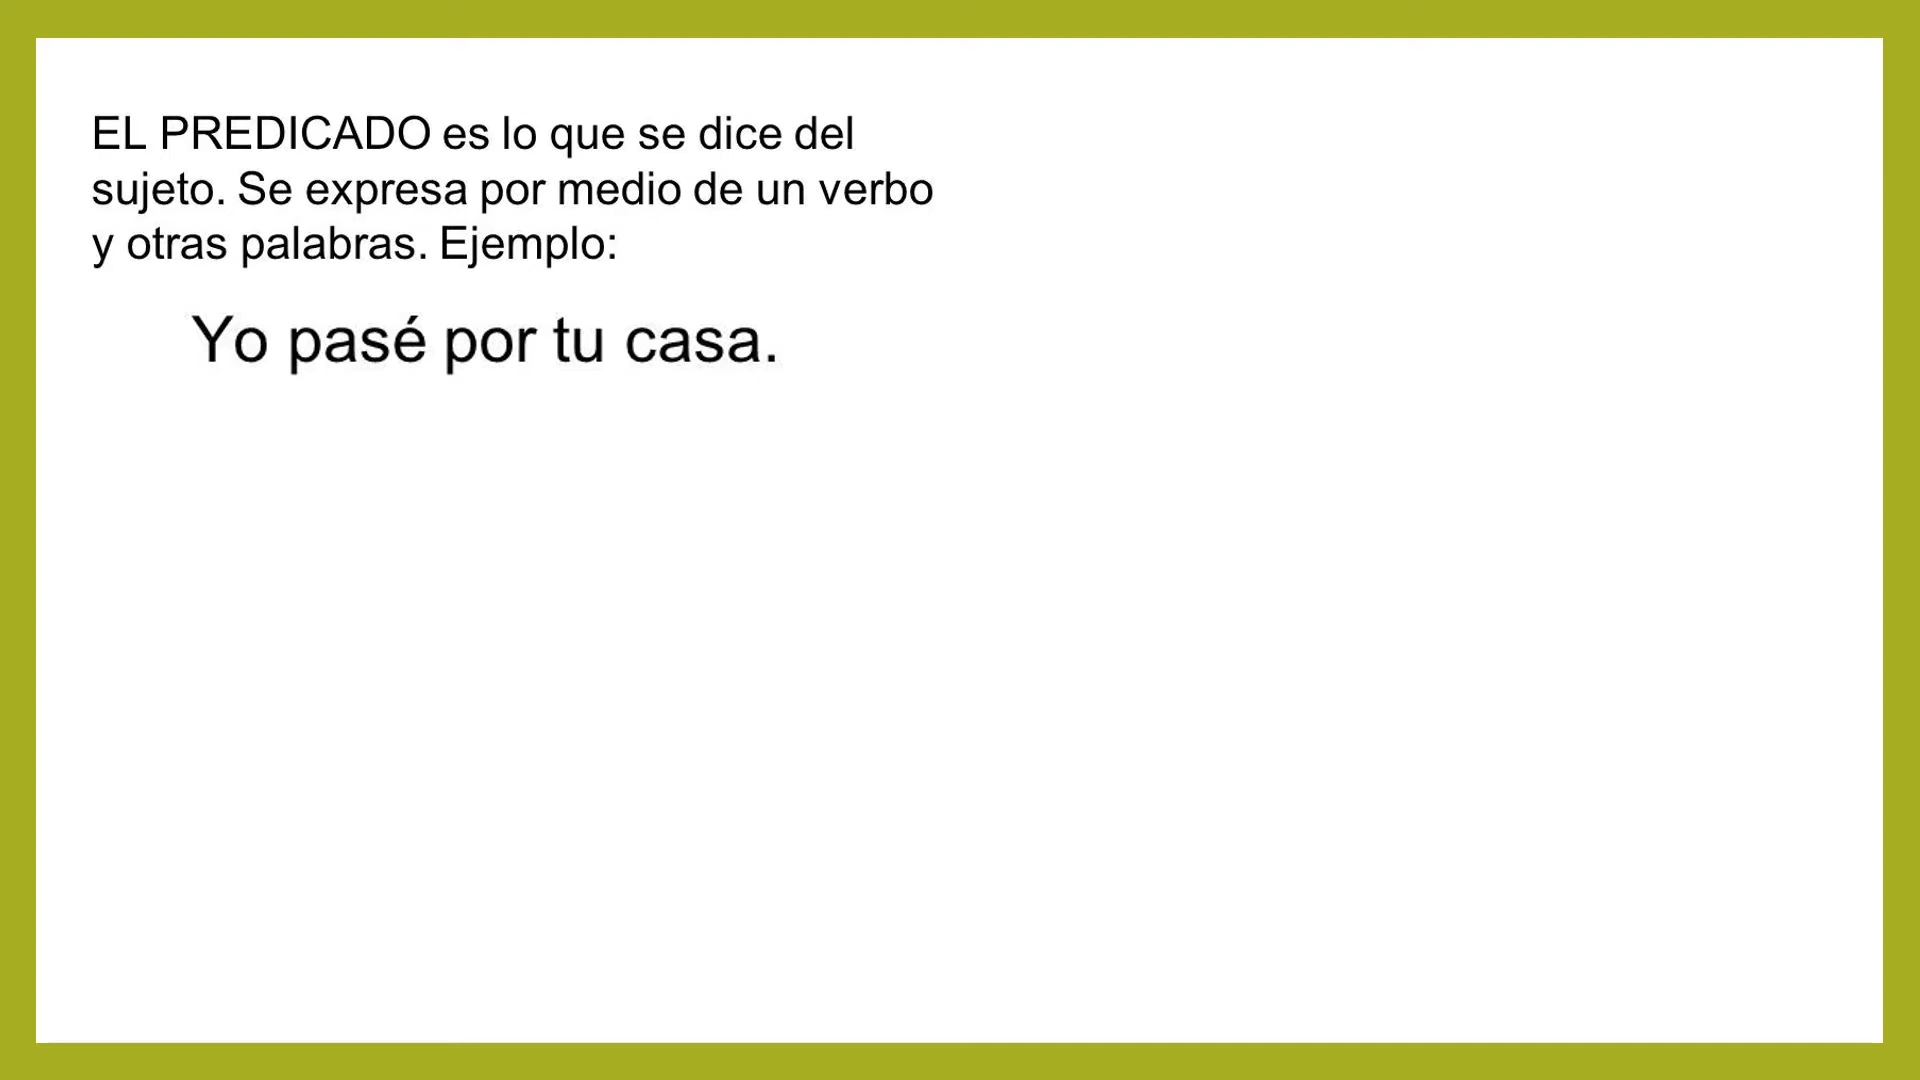 EL PREDICADO es lo que se dice del
sujeto. Se expresa por medio de un verbo
y otras palabras. Ejemplo:
Yo pasé por tu casa.